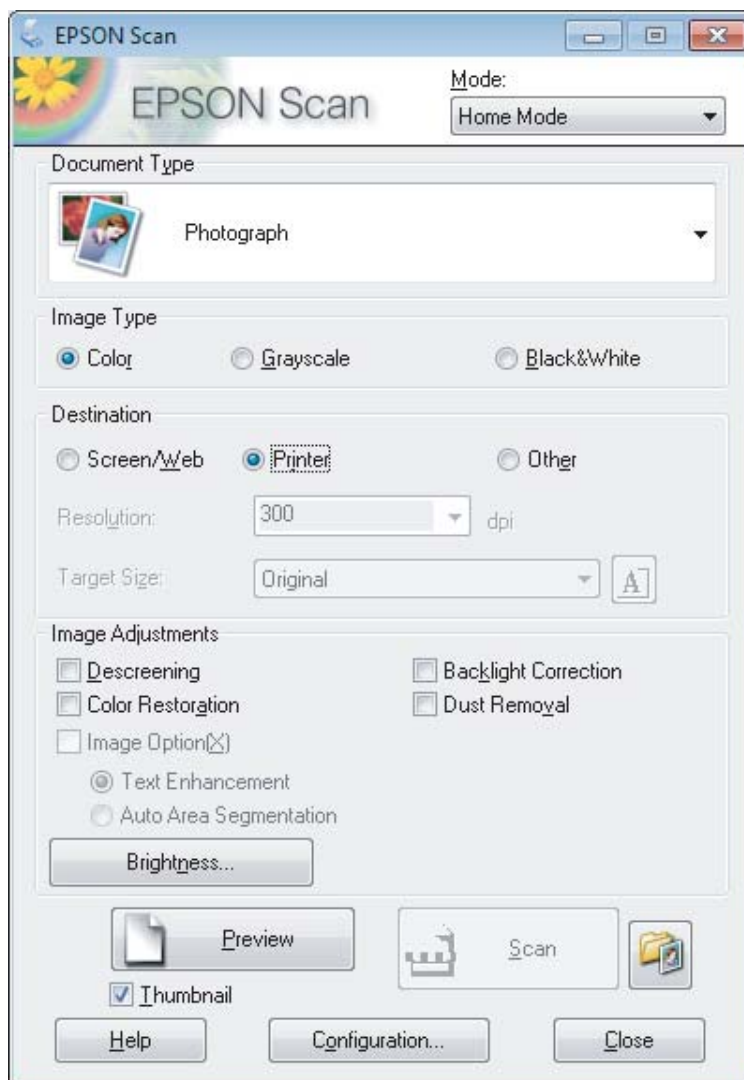 EPSON Scan
EPSON Scan
Mode:
Home Mode
Document Type
Photograph
Image Type
Color
Grayscale
Black&White
Destination
Screen/Web
Printer
Other
Resolution:
300
dpi
Target Size:
Original
A
Image Adjustments
Descreening
Backlight Correction
Color Restoration
Dust Removal
Image Option(X)
Text Enhancement
Auto Area Segmentation
Brightness...
Preview
Scan
Thumbnail
Help
Configuration...
Close